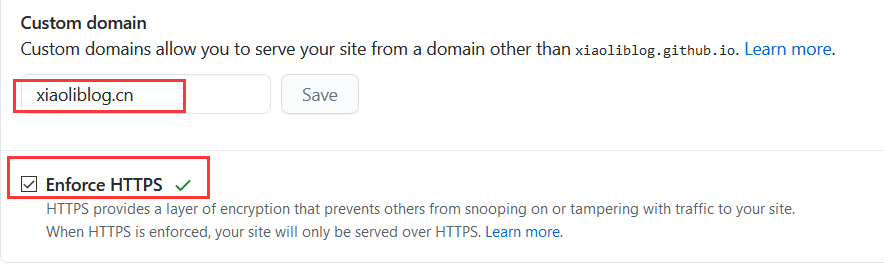 Custom domain
Custom domains allow you to serve your site from a domain other than xiaoliblog.github.io. Learn more.
xiaoliblog.cn Save
Enforce HTTPS
HTTPS provides a layer of encryption that prevents others from snooping on or tampering with traffic to your site.
When HTTPS is enforced, your site will only be served over HTTPS. Learn more.